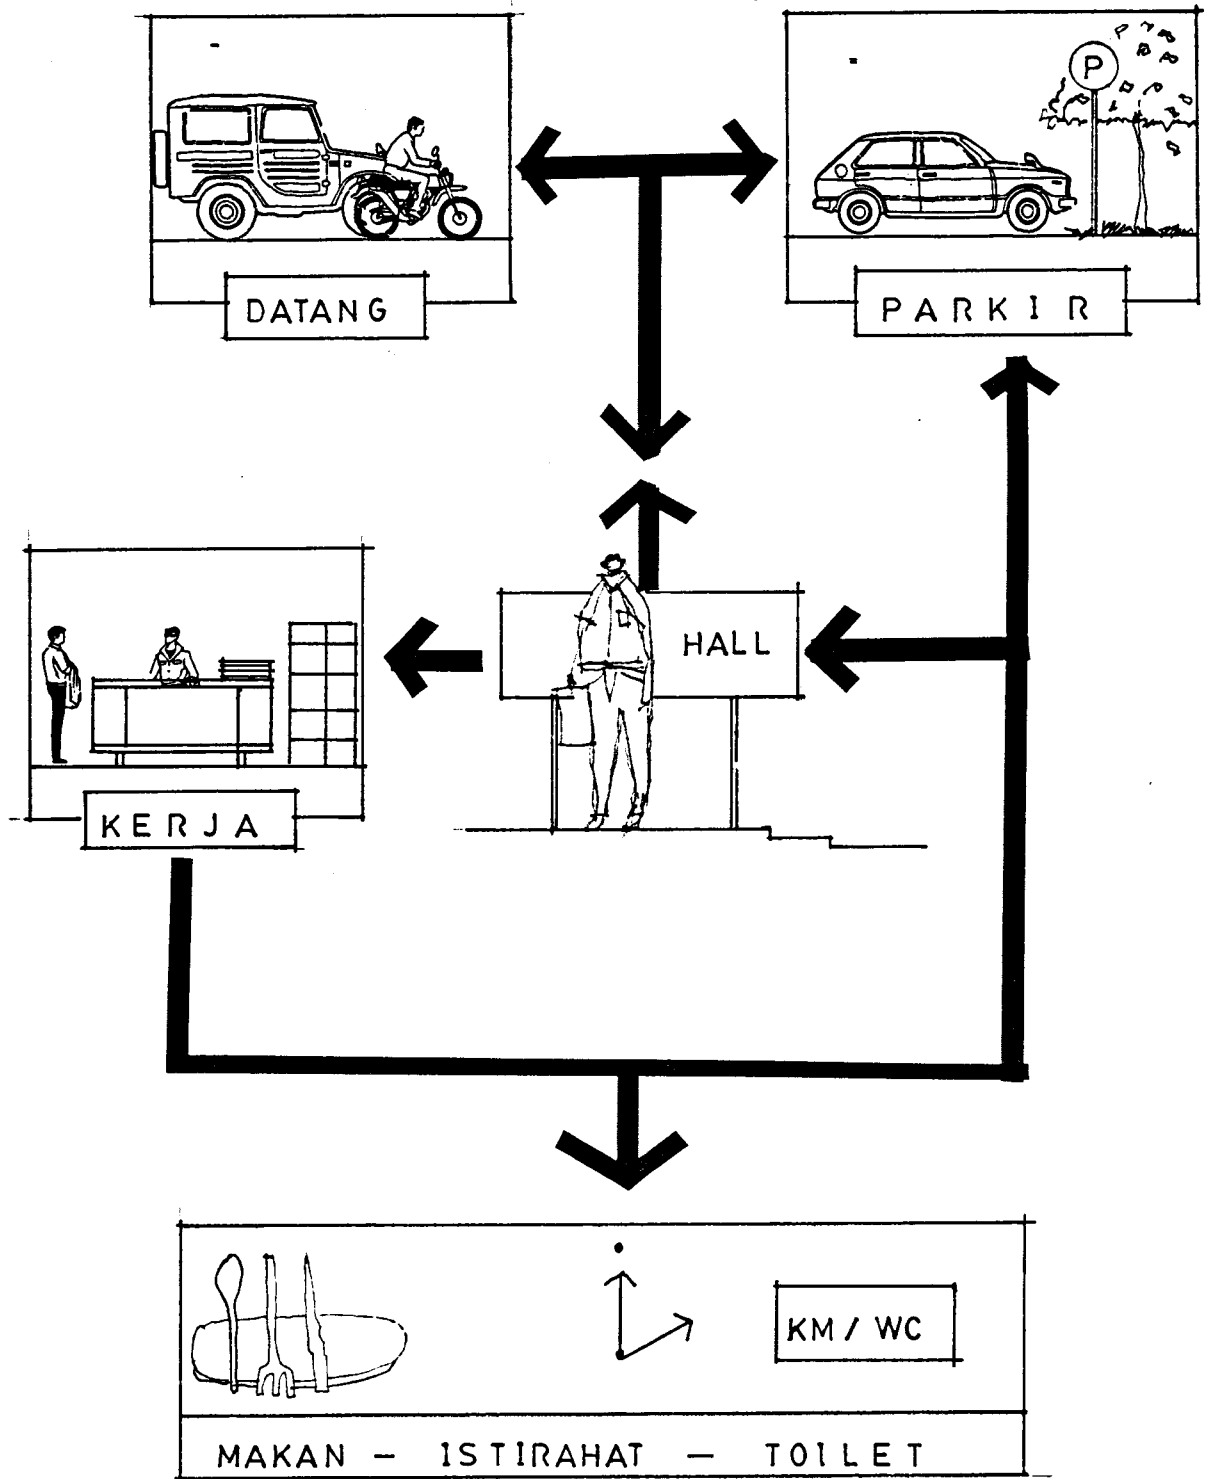 P
DATANG
PARKIR
HALL
KERJA
KM / WC
MAKAN – ISTIRAHAT – TOILET